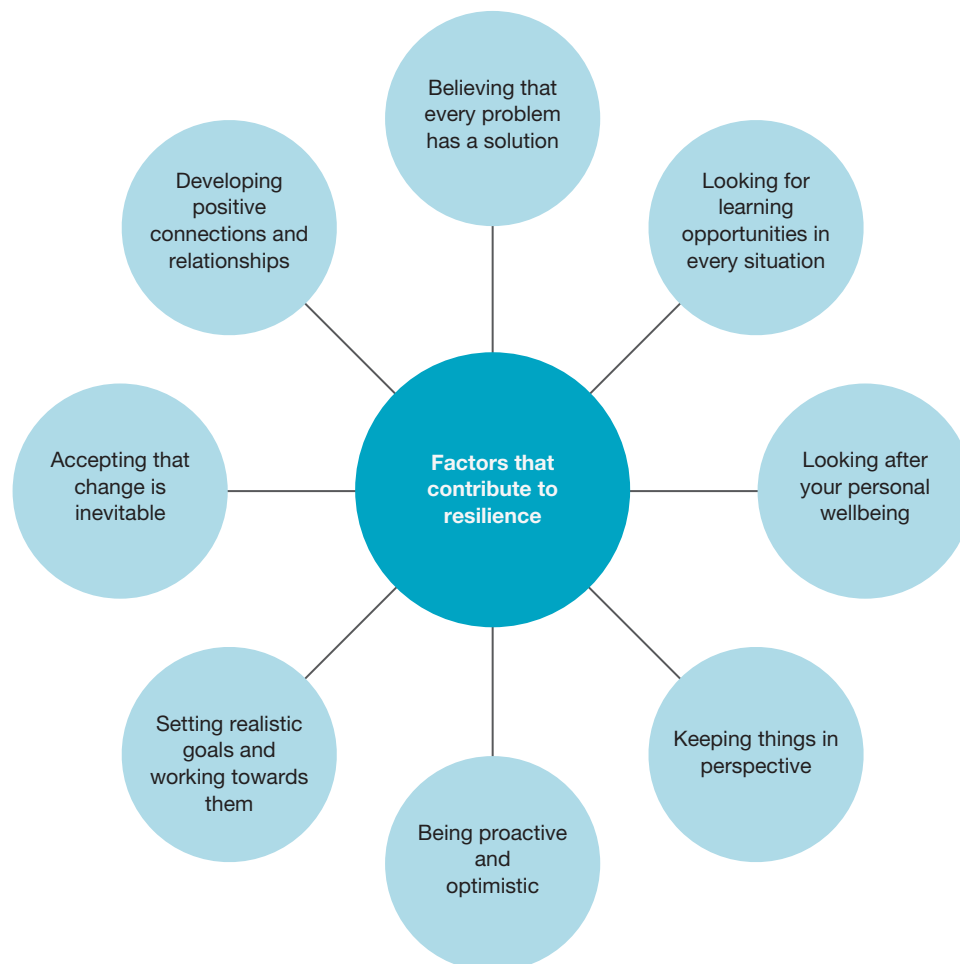 Believing that
every problem
has a solution
Looking for
learning
opportunities in
every situation
Looking after
your personal
wellbeing
Keeping things in
perspective
Being proactive
and
optimistic
Setting realistic
goals and
working towards
them
Accepting that
change is
inevitable
Developing
positive
connections and
relationships
Factors that
contribute to
resilience